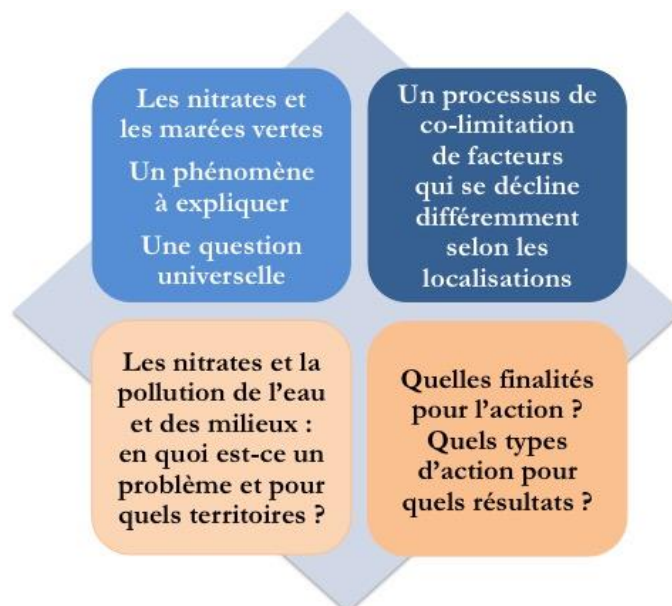 Les nitrates et
les marées vertes
Un phénomène
à expliquer
Une question
universelle
Un processus de
co-limitation
de facteurs
qui se décline
différemment
selon les
localisations
Les nitrates et la
pollution de l'eau
et des milieux :
en quoi est-ce un
problème et pour
quels territoires ?
Quelles finalités
pour l'action ?
Quels types
d'action pour
quels résultats ?